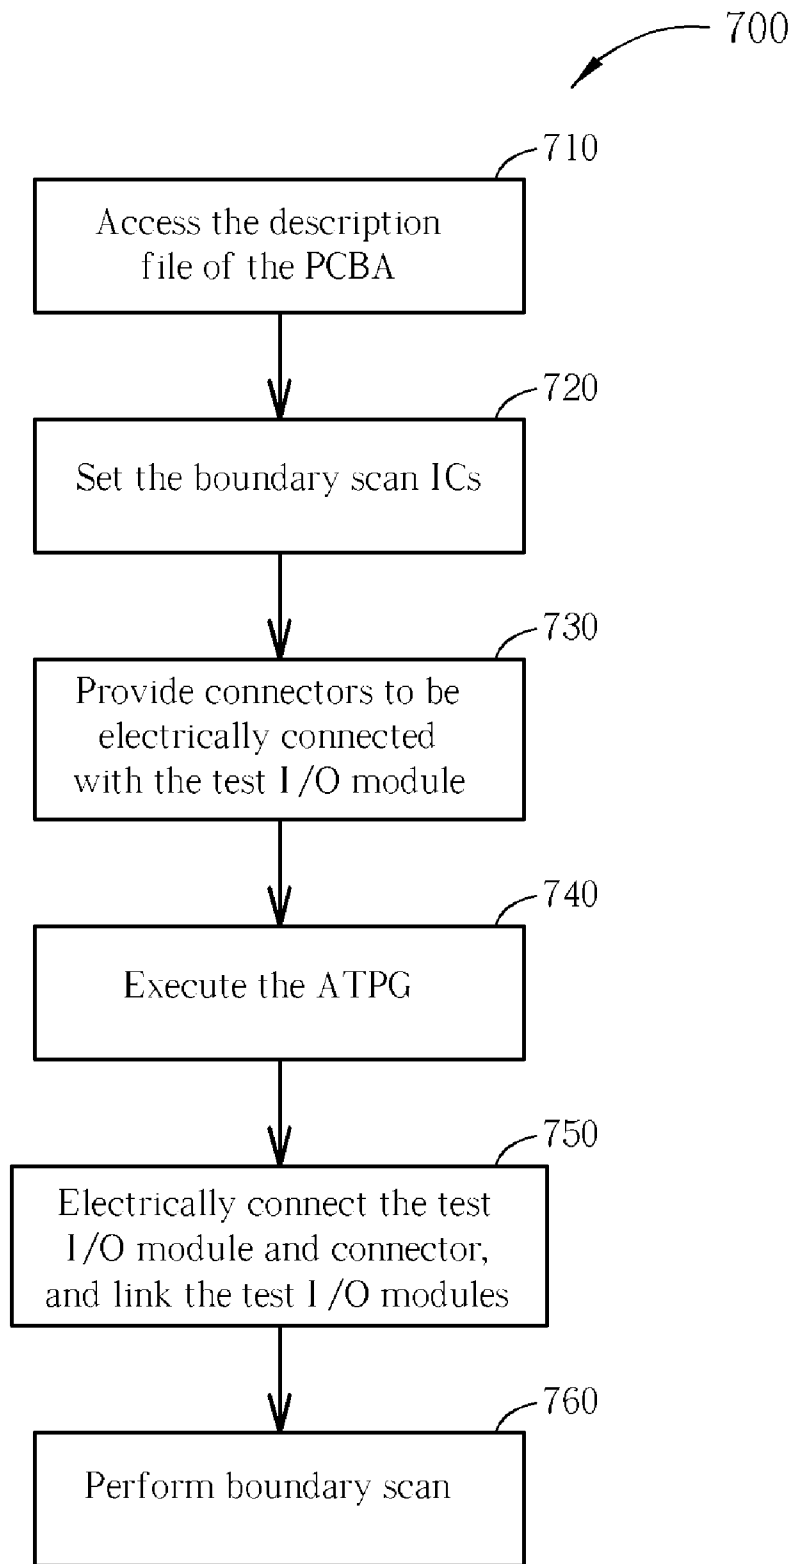 700
710
Access the description
file of the PCBA
720
Set the boundary scan ICs
730
Provide connectors to be
electrically connected
with the test I/O module
740
Execute the ATPG
750
Electrically connect the test
I/O module and connector,
and link the test I/O modules
760
Perform boundary scan